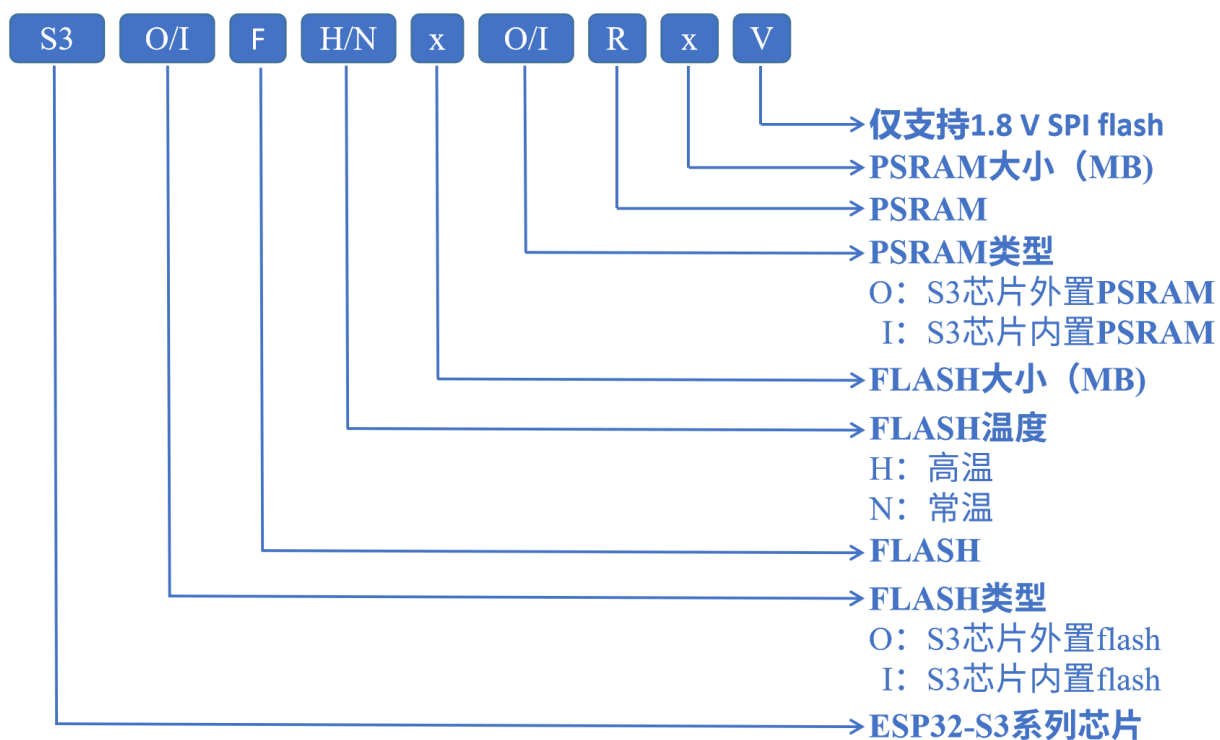 S3 O/I F H/N x O/I R x V
仅支持1.8 V SPI flash
PSRAM大小（MB)
PSRAM
PSRAM类型
O：S3芯片外置PSRAM
I：S3芯片内置PSRAM
FLASH大小（MB)
FLASH温度
H：高温
N：常温
FLASH
FLASH类型
O：S3芯片外置flash
I：S3芯片内置flash
ESP32-S3系列芯片